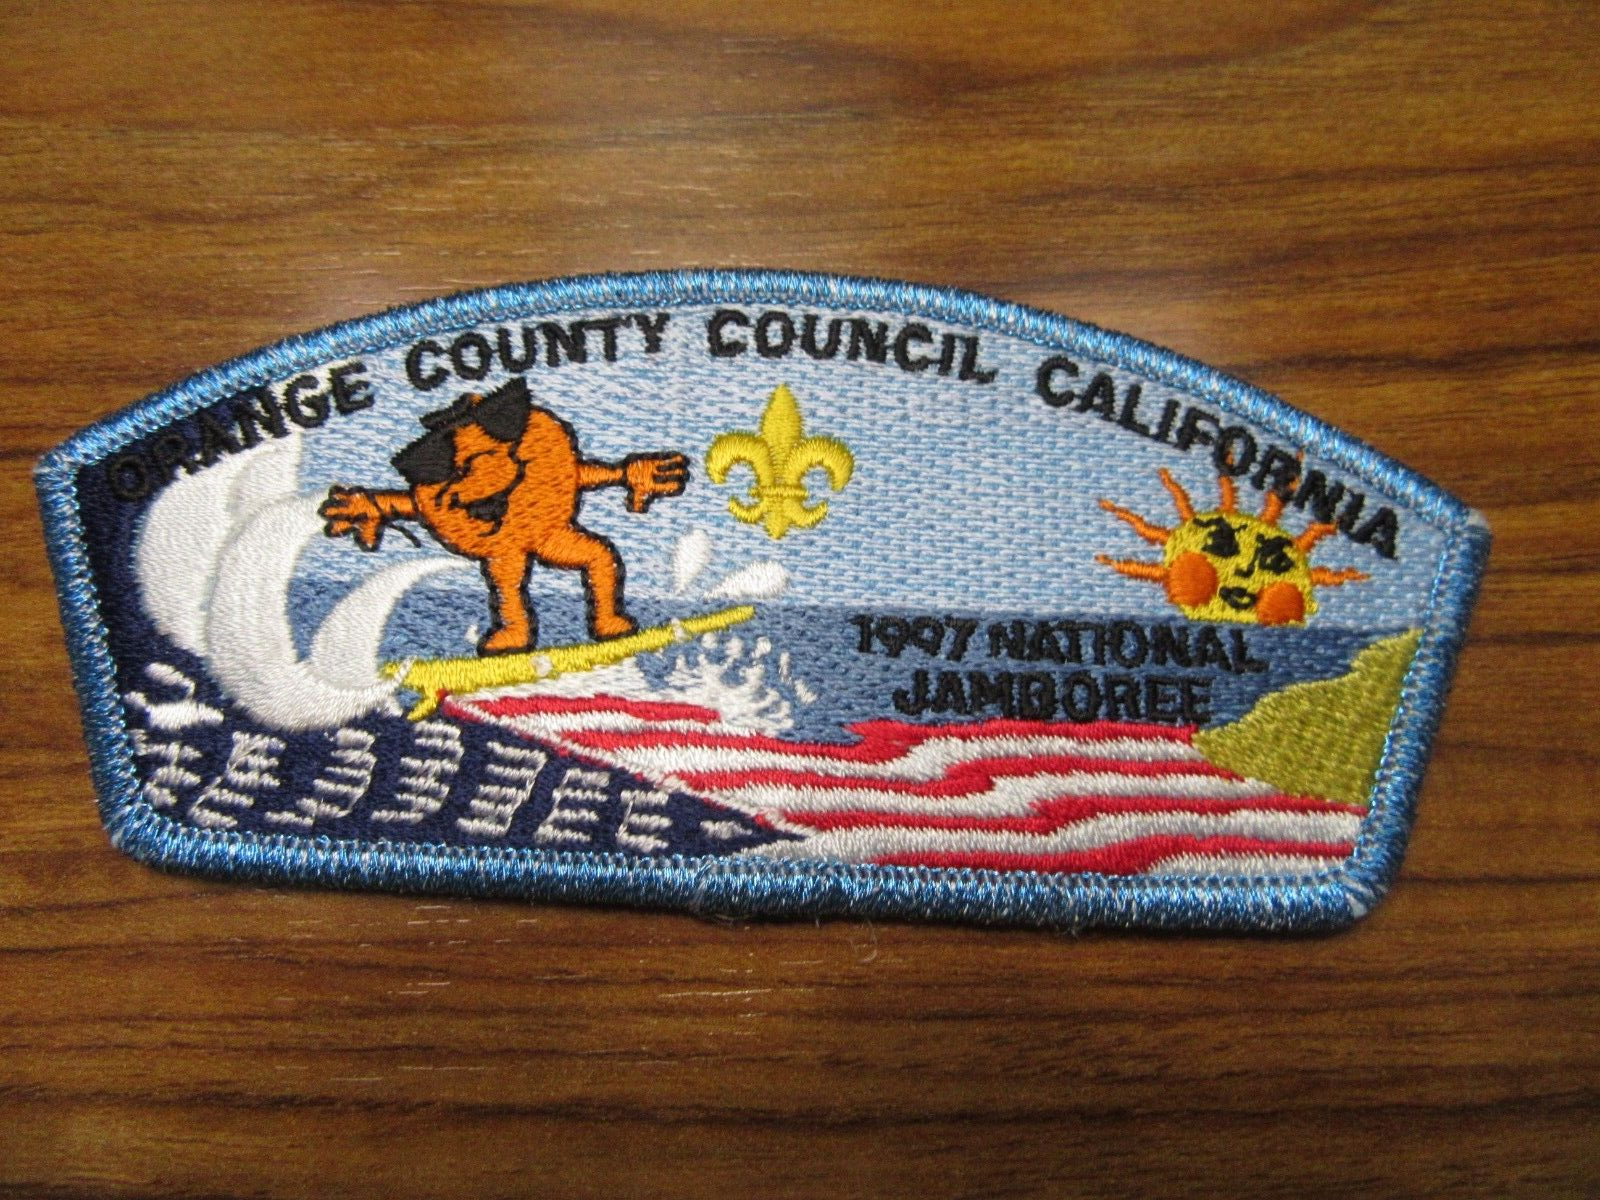 ORANGE COUNTY COUNCIL CALIFORNIA
1997 NATIONAL
JAMBOREE